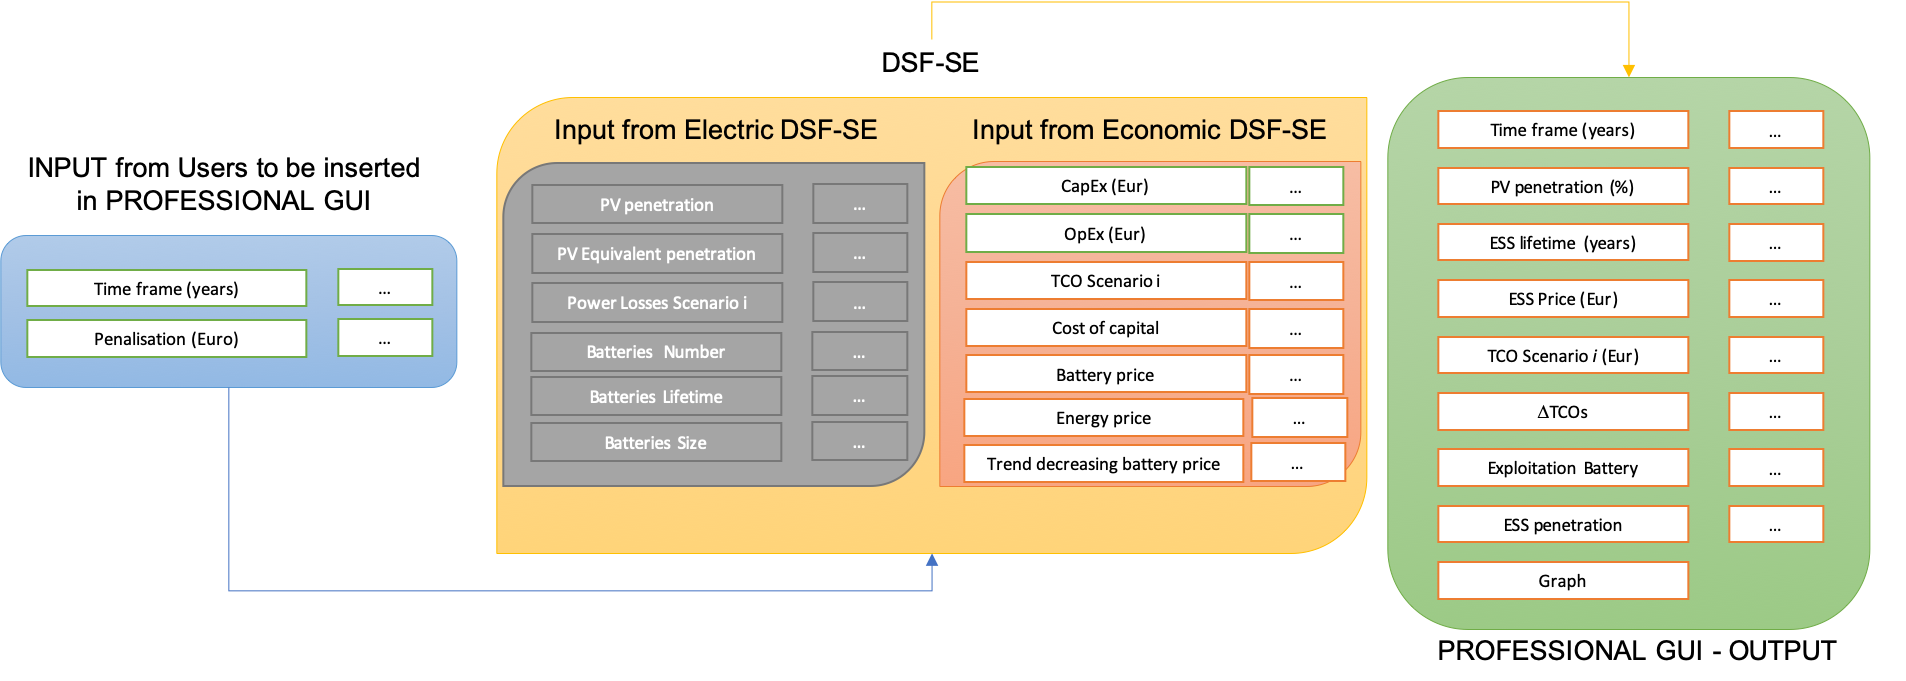 DSF-SE
INPUT from Users to be inserted
in PROFESSIONAL GUI
Time frame (years) ...
Penalisation (Euro) ...
Input from Electric DSF-SE
PV penetration ...
PV Equivalent penetration ...
Power Losses Scenario i ...
Batteries Number ...
Batteries Lifetime ...
Batteries Size ...
Input from Economic DSF-SE
CapEx (Eur) ...
OpEx (Eur) ...
TCO Scenario i ...
Cost of capital ...
Battery price ...
Energy price ...
Trend decreasing battery price ...
Time frame (years) ...
PV penetration (%) ...
ESS lifetime (years) ...
ESS Price (Eur) ...
TCO Scenario i (Eur) ...
ΔTCOs ...
Exploitation Battery ...
ESS penetration ...
Graph
PROFESSIONAL GUI - OUTPUT